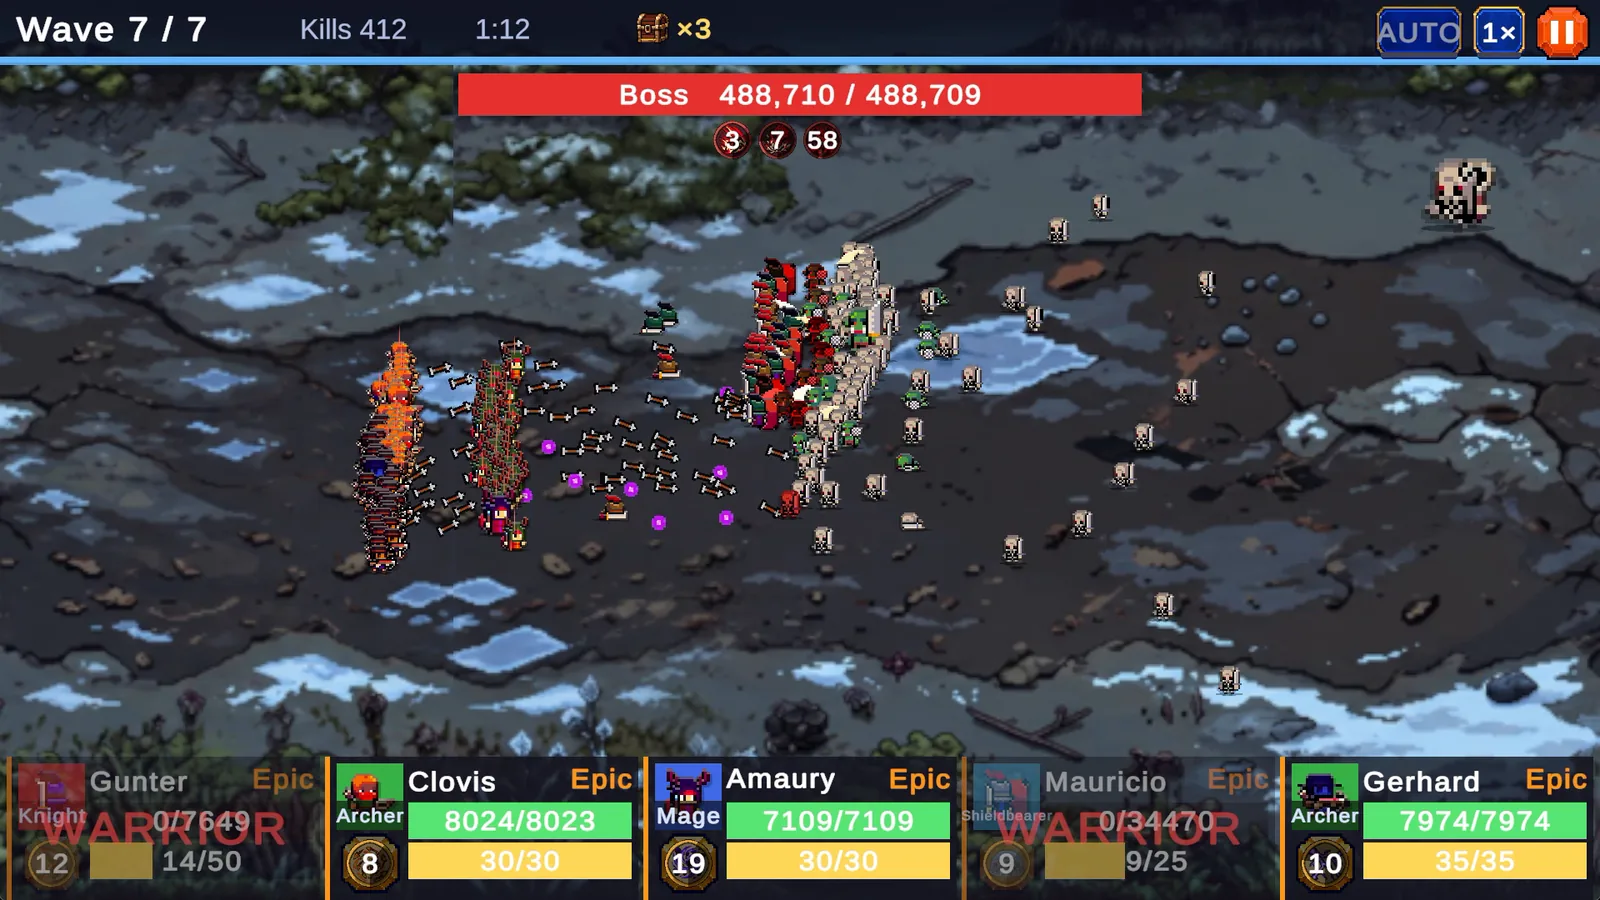 Wave 7 / 7
Kills 412
1:12
×3
AUTO
1×
Boss 488,710 / 488,709
3
7
58
Gunter
Epic
Knight
0/7649
WARRIOR
12
14/50
Clovis
Epic
Archer
8024/8023
8
30/30
Amaury
Epic
Mage
7109/7109
19
30/30
Mauricio
Epic
Shieldbearer
0/34470
WARRIOR
9
9/25
Gerhard
Epic
Archer
7974/7974
10
35/35